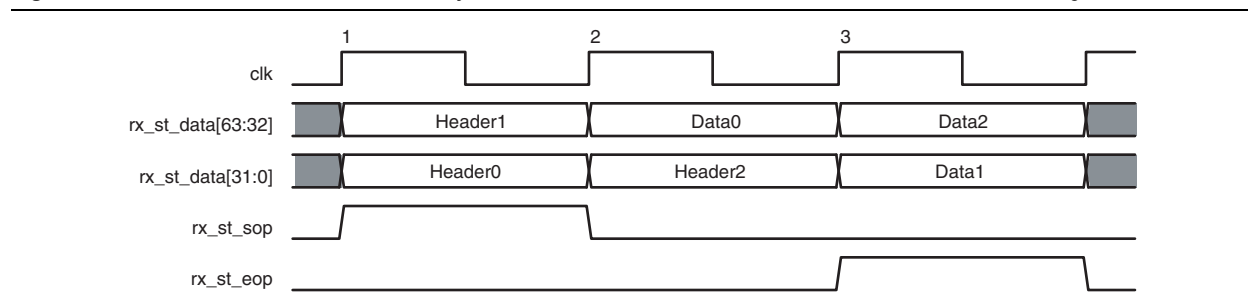 1 2 3
clk
rx_st_data[63:32] Header1 Data0 Data2
rx_st_data[31:0] Header0 Header2 Data1
rx_st_sop
rx_st_eop